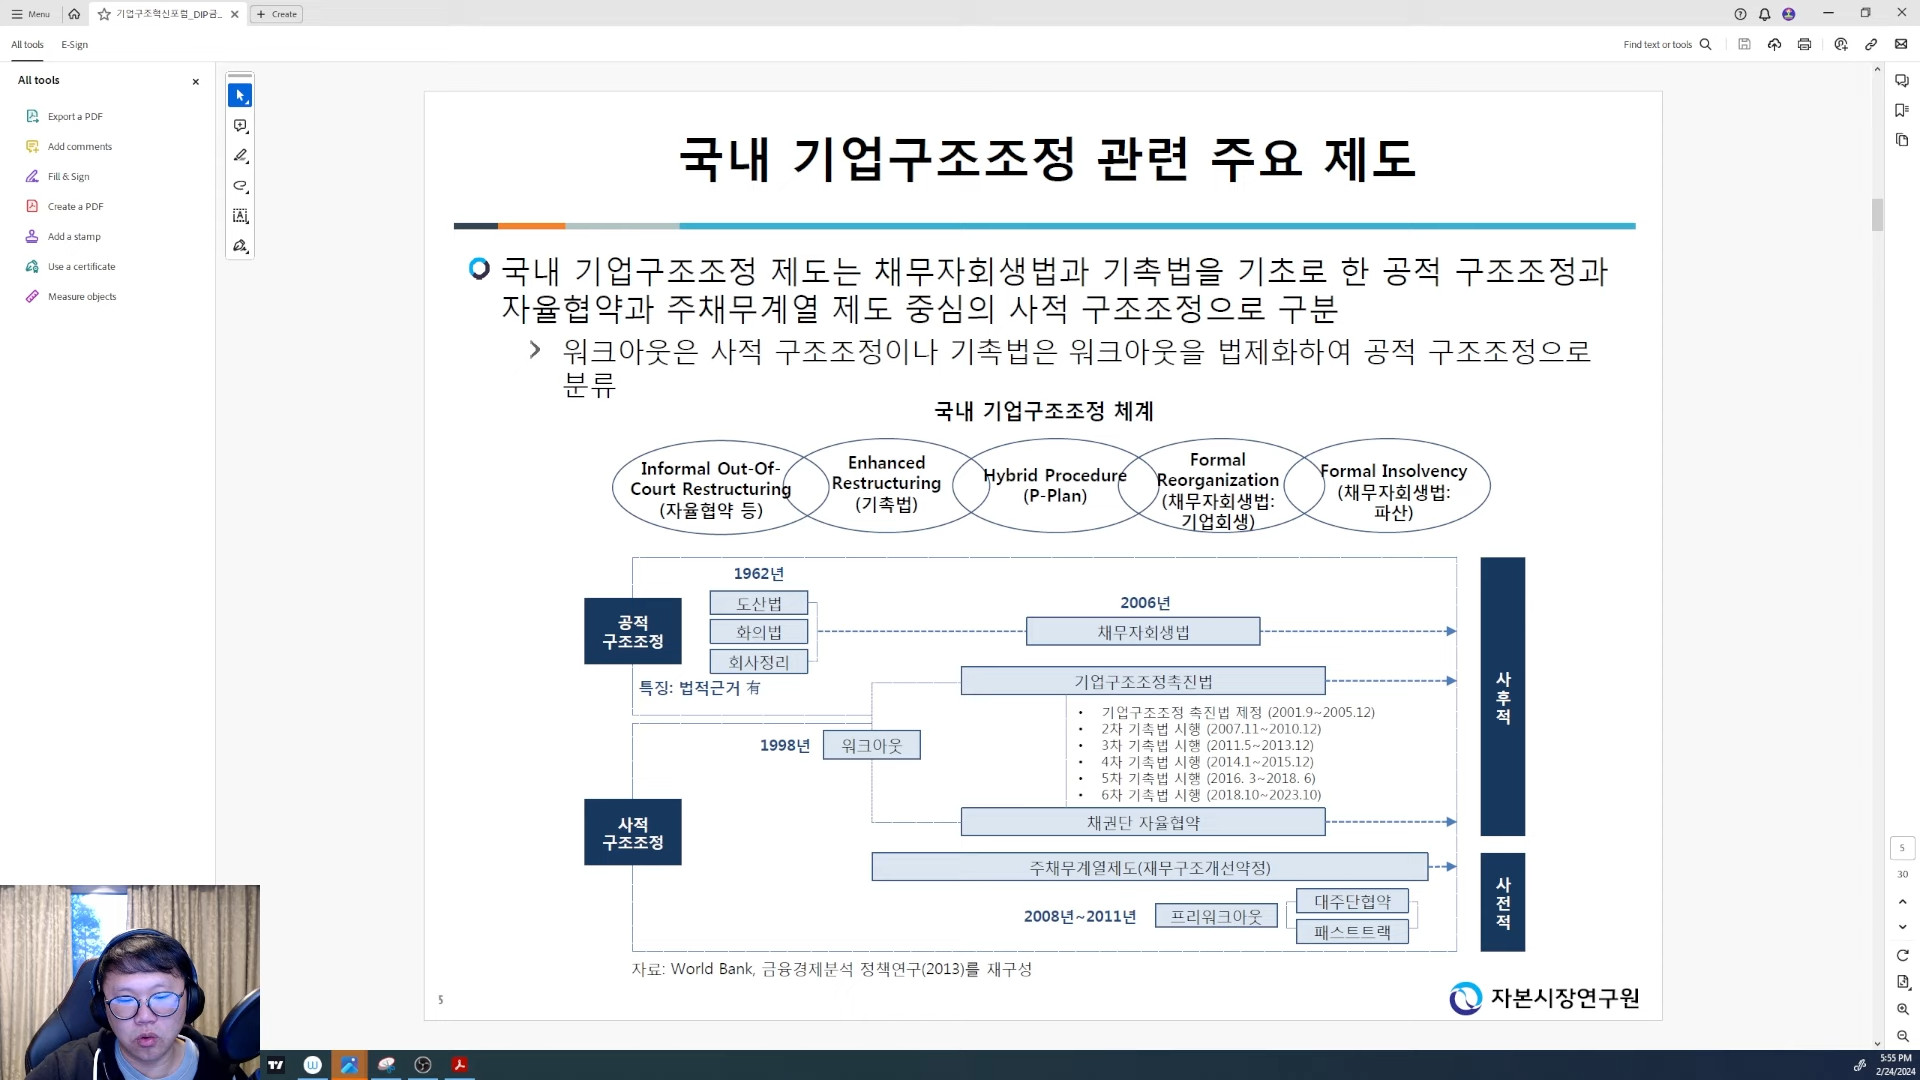 Menu
기업구조혁신포럼_DIP금...
Create
All tools
E-Sign
Find text or tools
All tools
Export a PDF
Add comments
Fill & Sign
Create a PDF
Add a stamp
Use a certificate
Measure objects
국내 기업구조조정 관련 주요 제도
국내 기업구조조정 제도는 채무자회생법과 기촉법을 기초로 한 공적 구조조정과
자율협약과 주채무계열 제도 중심의 사적 구조조정으로 구분
워크아웃은 사적 구조조정이나 기촉법은 워크아웃을 법제화하여 공적 구조조정으로
분류
국내 기업구조조정 체계
Informal Out-Of-
Court Restructuring
(자율협약 등)
Enhanced
Restructuring
(기촉법)
Hybrid Procedure
(P-Plan)
Formal
Reorganization
(채무자회생법:
기업회생)
Formal Insolvency
(채무자회생법:
파산)
1962년
도산법
화의법
회사정리
공적
구조조정
특징: 법적근거 有
2006년
채무자회생법
기업구조조정촉진법
• 기업구조조정 촉진법 제정 (2001.9~2005.12)
• 2차 기촉법 시행 (2007.11~2010.12)
• 3차 기촉법 시행 (2011.5~2013.12)
• 4차 기촉법 시행 (2014.1~2015.12)
• 5차 기촉법 시행 (2016. 3~2018. 6)
• 6차 기촉법 시행 (2018.10~2023.10)
1998년
워크아웃
사적
구조조정
채권단 자율협약
주채무계열제도(재무구조개선약정)
2008년~2011년
프리워크아웃
대주단협약
패스트트랙
사후적
사전적
자료: World Bank, 금융경제분석 정책연구(2013)를 재구성
5
자본시장연구원
5
30
5:55 PM
2/24/2024